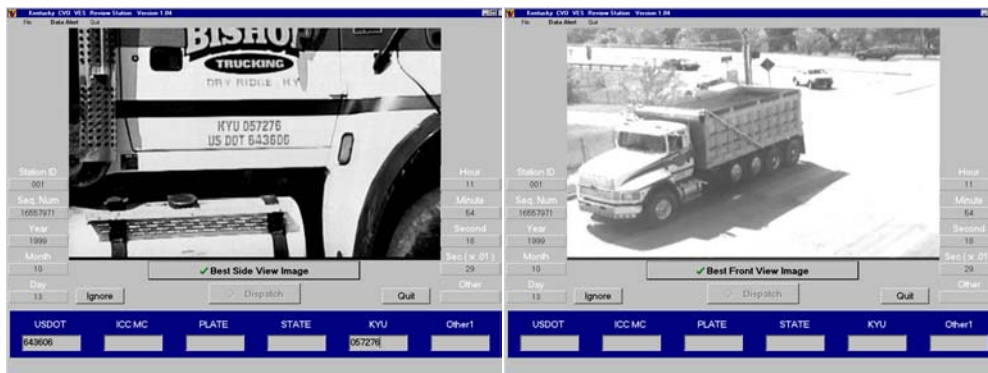 Kentucky CVO VES Review Station Version 1.04
File Data Alert Quit
BISHOP
TRUCKING
DRY RIDGE KY
KYU 057276
US DOT 643606
Station ID
001
Seq. Num
16557971
Year
1999
Month
10
Day
13
Hour
11
Minute
54
Second
18
Sec ( x .01 )
29
Other
✓ Best Side View Image
Ignore
Dispatch
Quit
USDOT ICC MC PLATE STATE KYU Other1
643606 057276
Kentucky CVO VES Review Station Version 1.04
File Data Alert Quit
Station ID
001
Seq. Num
16557971
Year
1999
Month
10
Day
13
Hour
11
Minute
54
Second
18
Sec ( x .01 )
29
Other
✓ Best Front View Image
Ignore
Dispatch
Quit
USDOT ICC MC PLATE STATE KYU Other1